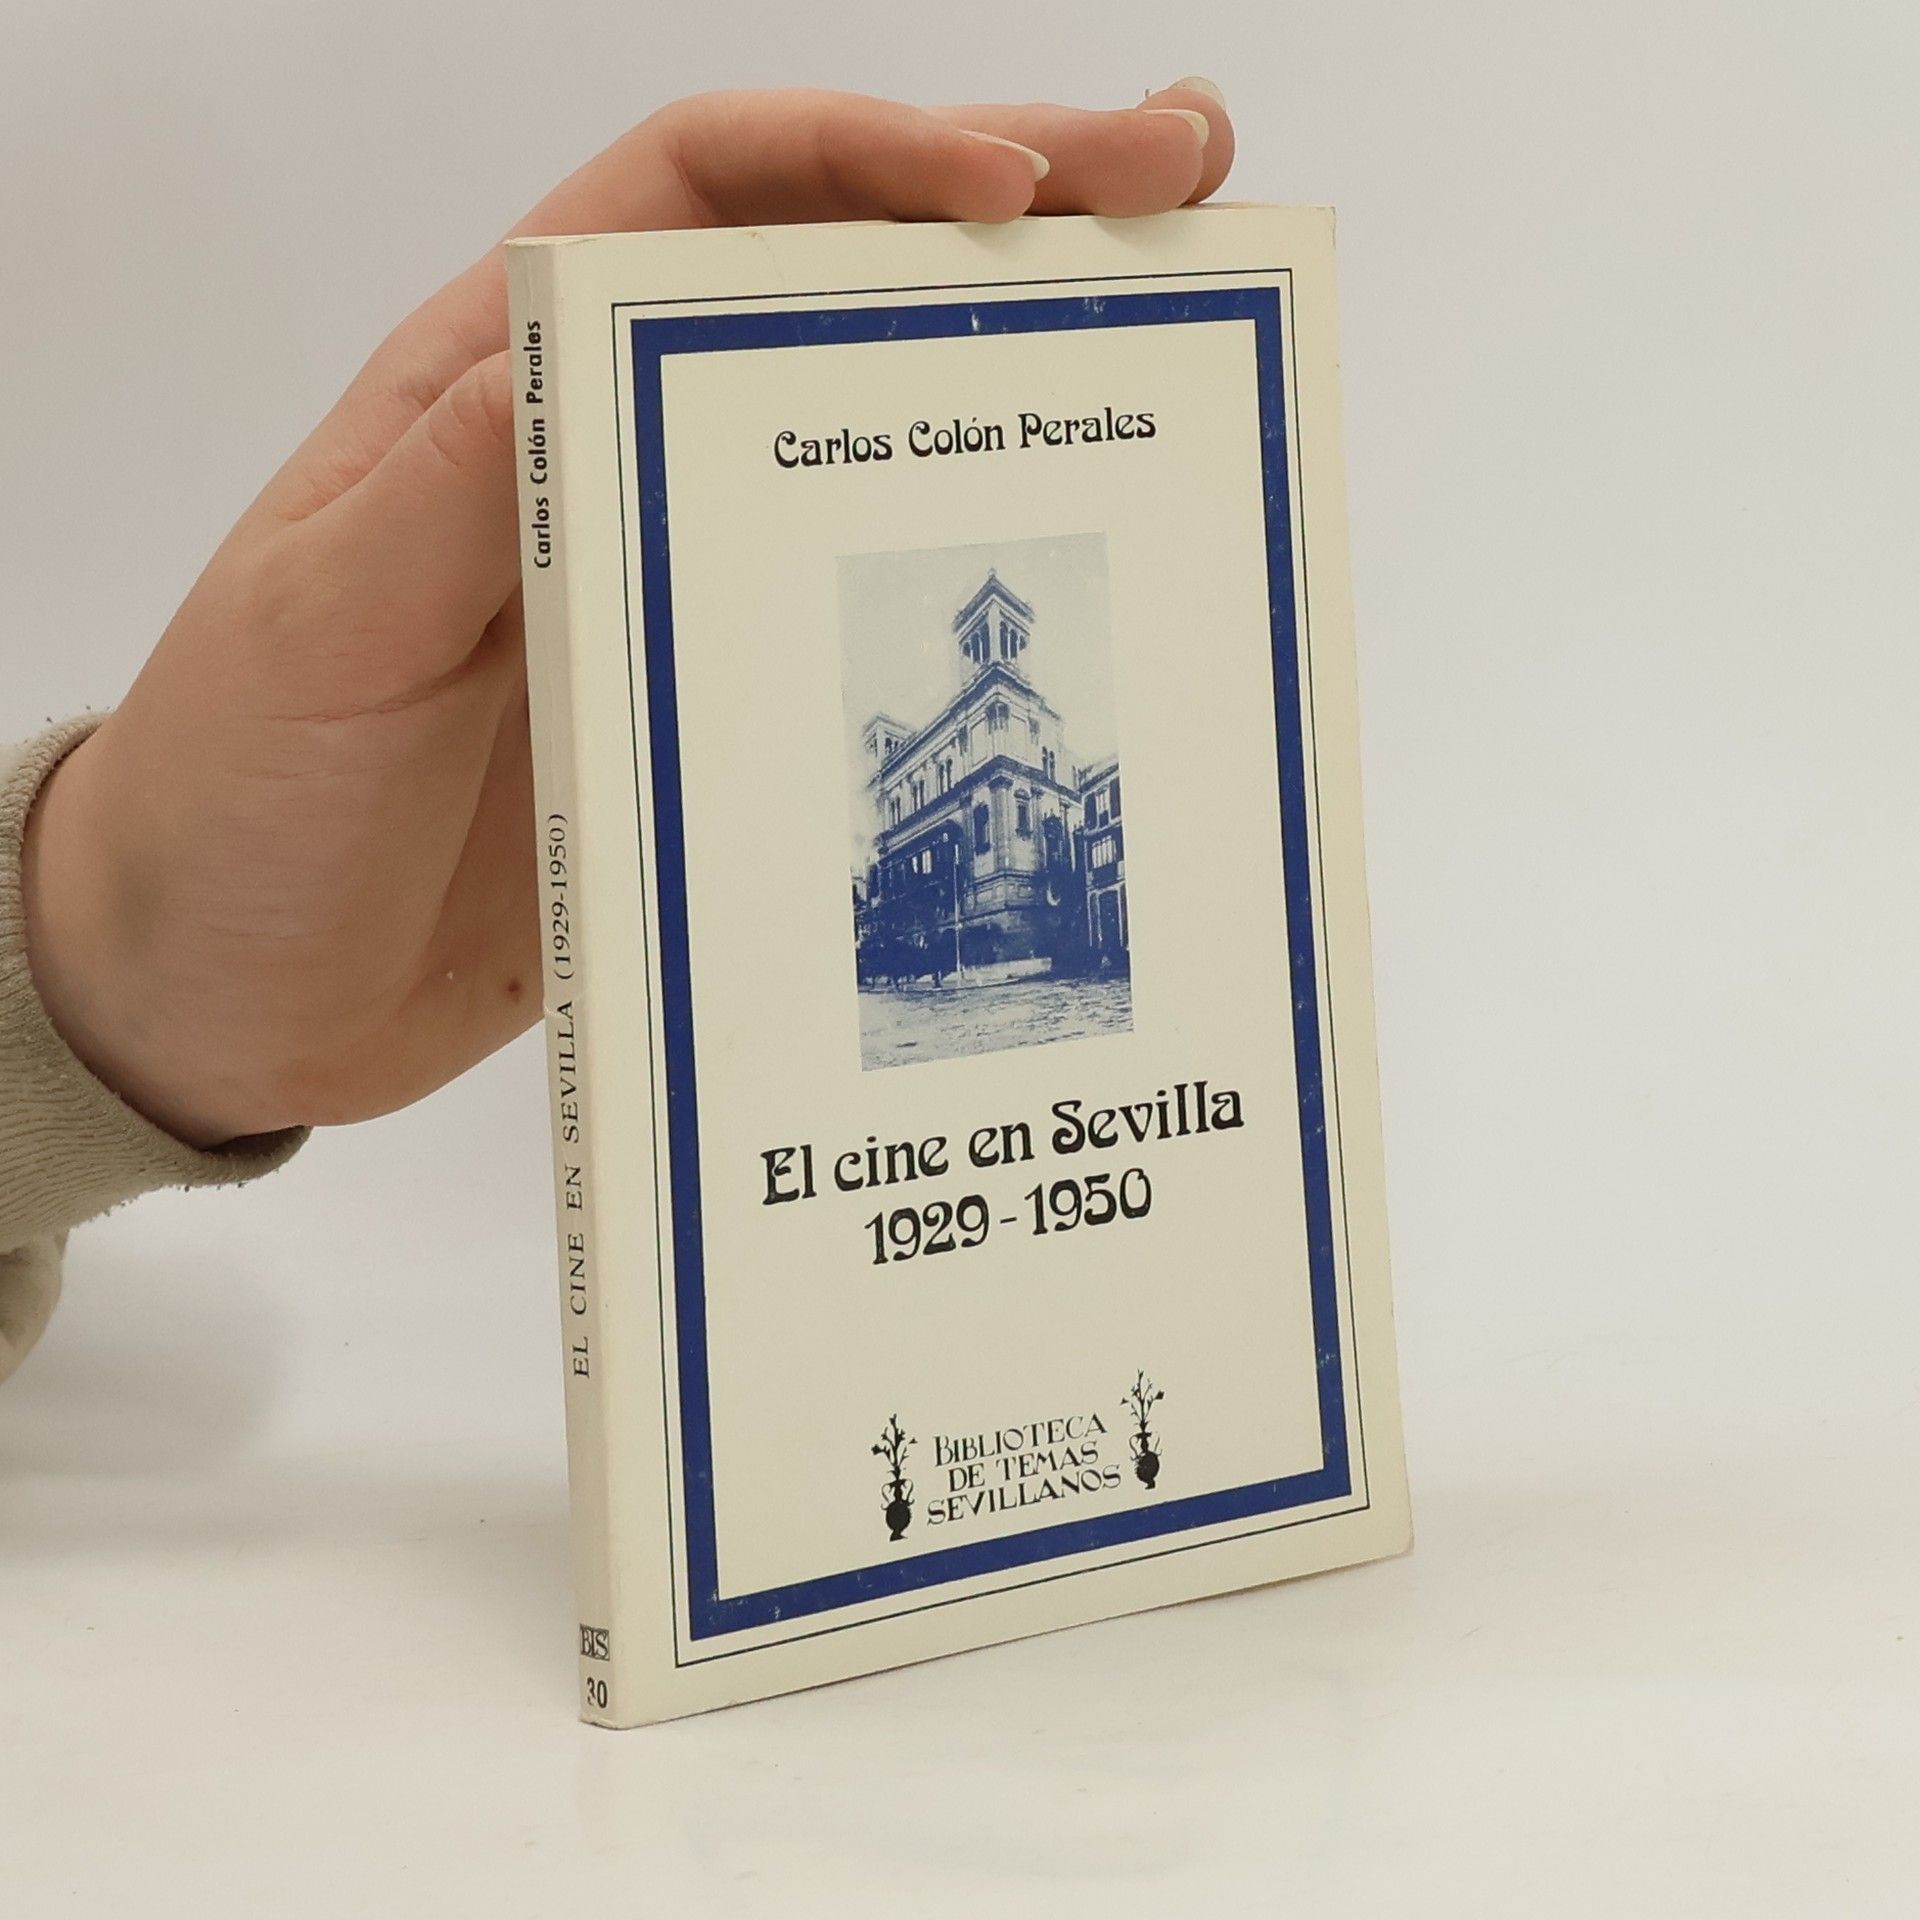 Carlos Colón Perales
EL CINE EN SEVILLA (1929-1950)
BTS
30
Carlos Colón Perales
El cine en Sevilla
1929-1950
BIBLIOTECA
DE TEMAS
SEVILLANOS